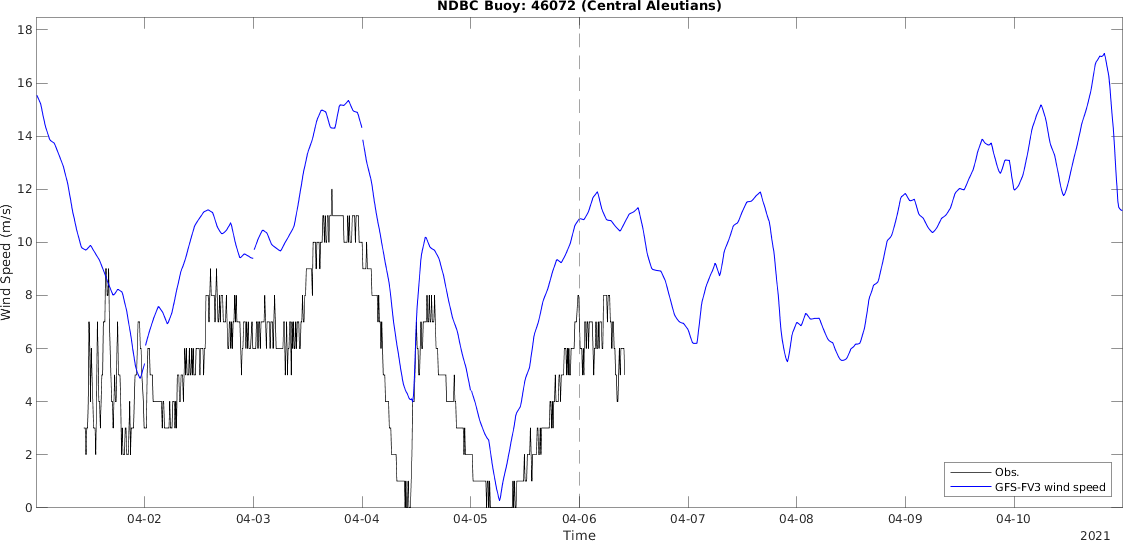 NDBC Buoy: 46072 (Central Aleutians)
18
16
14
12
10
8
6
4
2
0
Wind Speed (m/s)
04-02 04-03 04-04 04-05 04-06 04-07 04-08 04-09 04-10
Time
2021
Obs.
GFS-FV3 wind speed